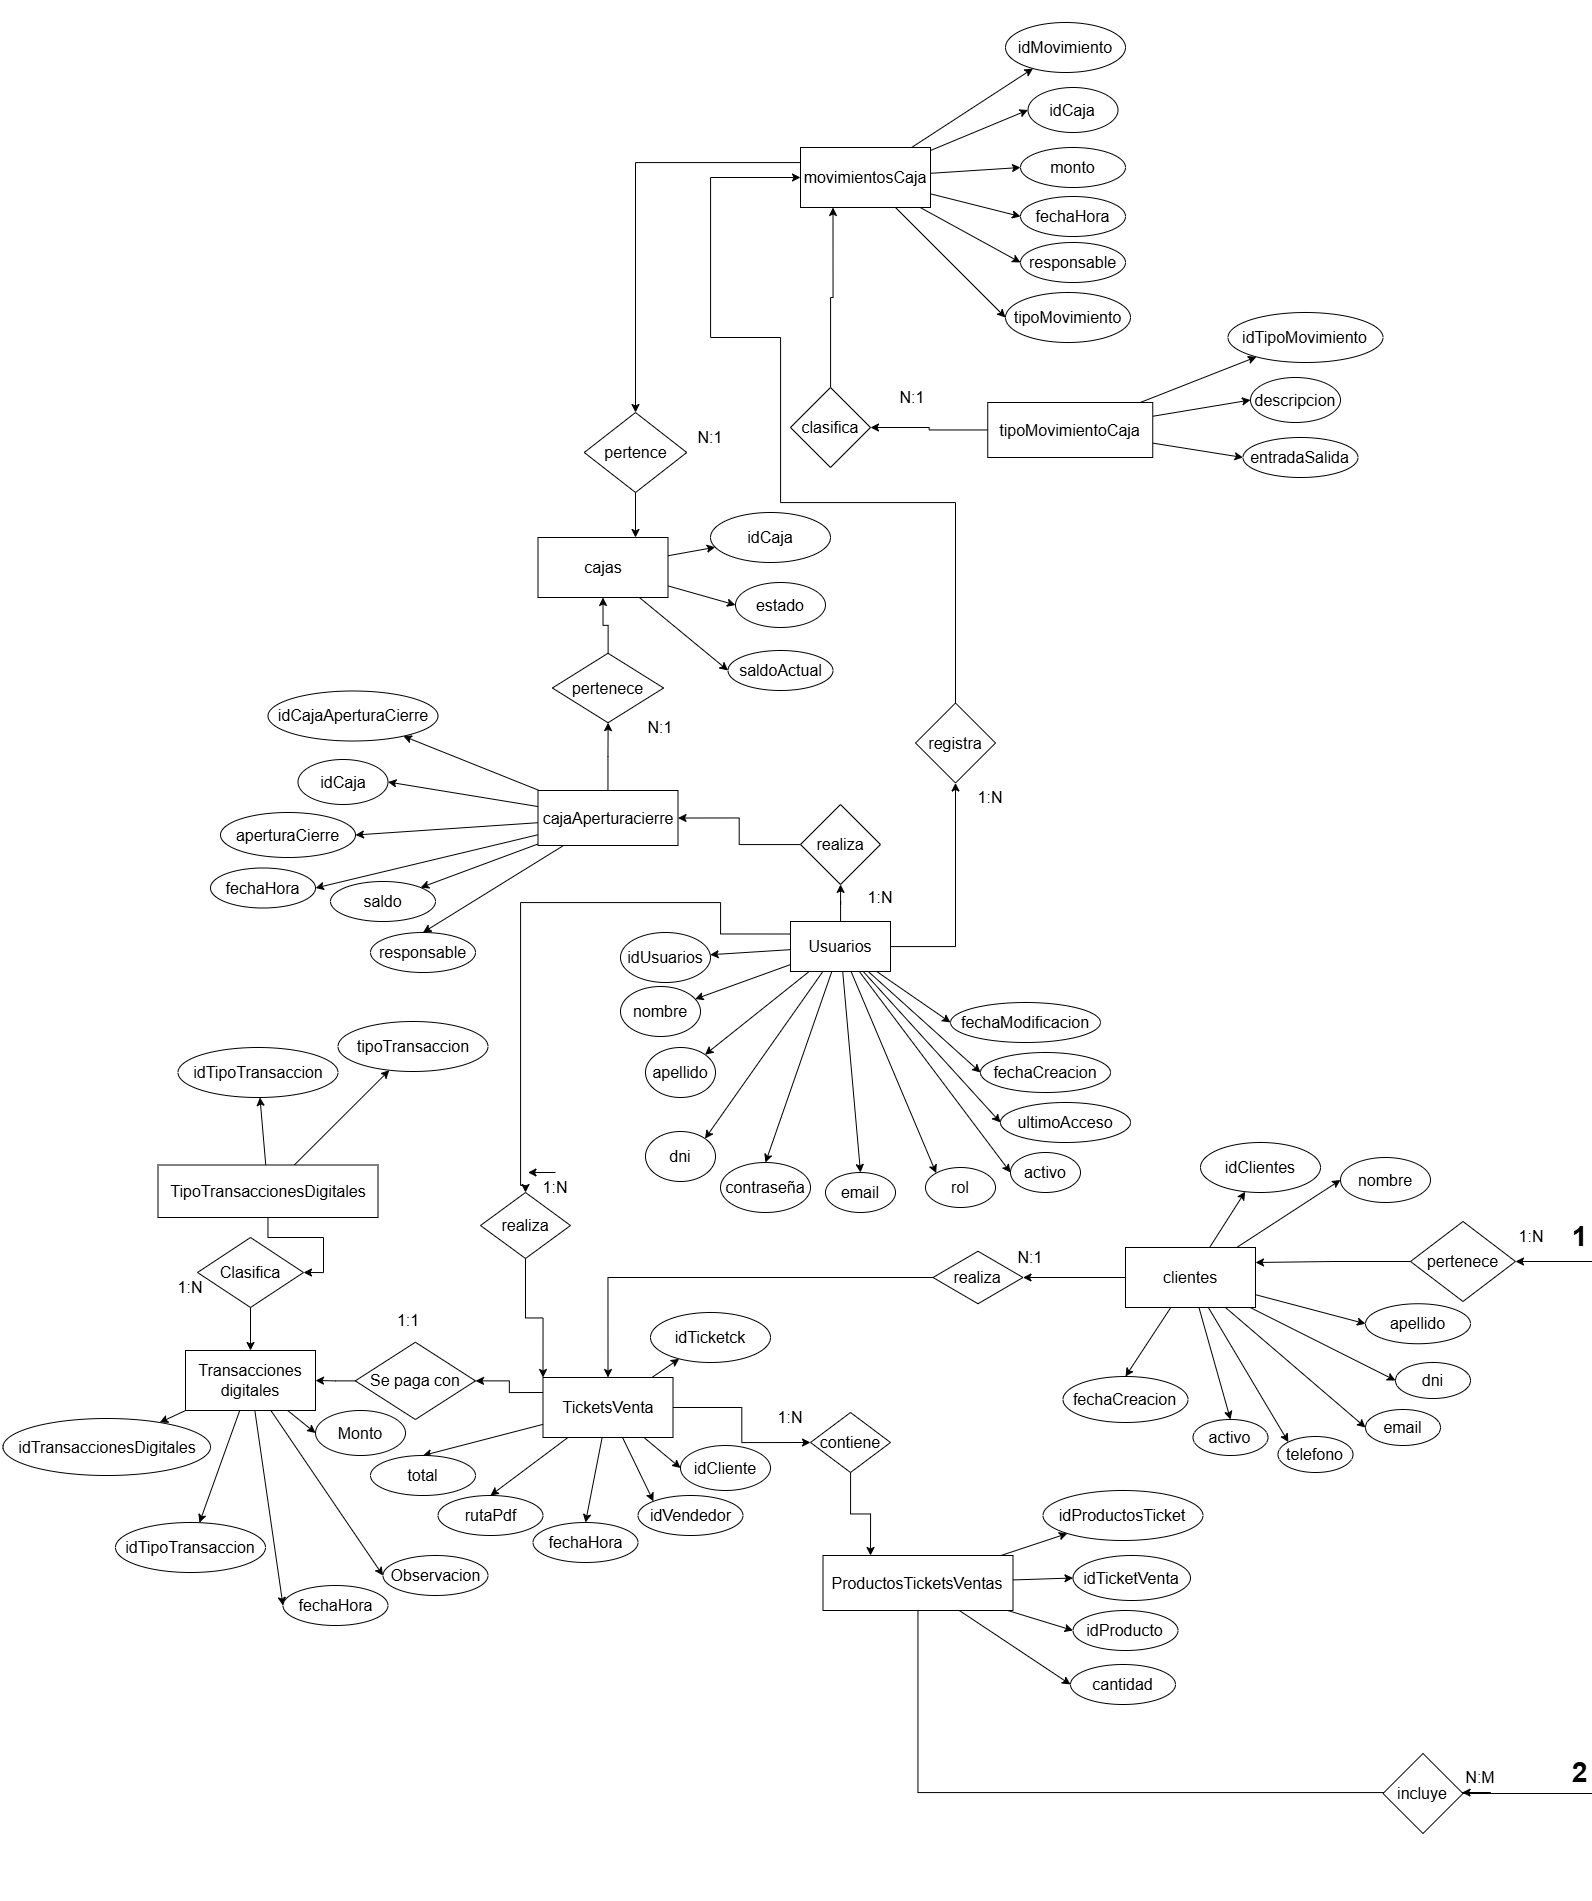 idMovimiento
idCaja
movimientosCaja
monto
fechaHora
responsable
tipoMovimiento
idTipoMovimiento
N:1
descripcion
clasifica
tipoMovimientoCaja
N:1
pertence
entradaSalida
idCaja
cajas
estado
saldoActual
pertenece
idCajaAperturaCierre
N:1
registra
idCaja
1:N
cajaAperturacierre
aperturaCierre
realiza
fechaHora
saldo
1:N
responsable
Usuarios
idUsuarios
nombre
fechaModificacion
tipoTransaccion
idTipoTransaccion
apellido
fechaCreacion
ultimoAcceso
dni
contraseña
email
rol
activo
idClientes
nombre
TipoTransaccionesDigitales
1:N
realiza
1:N
1
pertenece
Clasifica
1:N
realiza
N:1
clientes
1:1
idTicketck
apellido
Transacciones
digitales
Se paga con
TicketsVenta
fechaCreacion
dni
1:N
Monto
idTransaccionesDigitales
contiene
activo
email
telefono
total
idCliente
rutaPdf
idVendedor
fechaHora
idProductosTicket
idTipoTransaccion
Observacion
fechaHora
ProductosTicketsVentas
idTicketVenta
idProducto
cantidad
N:M
2
incluye